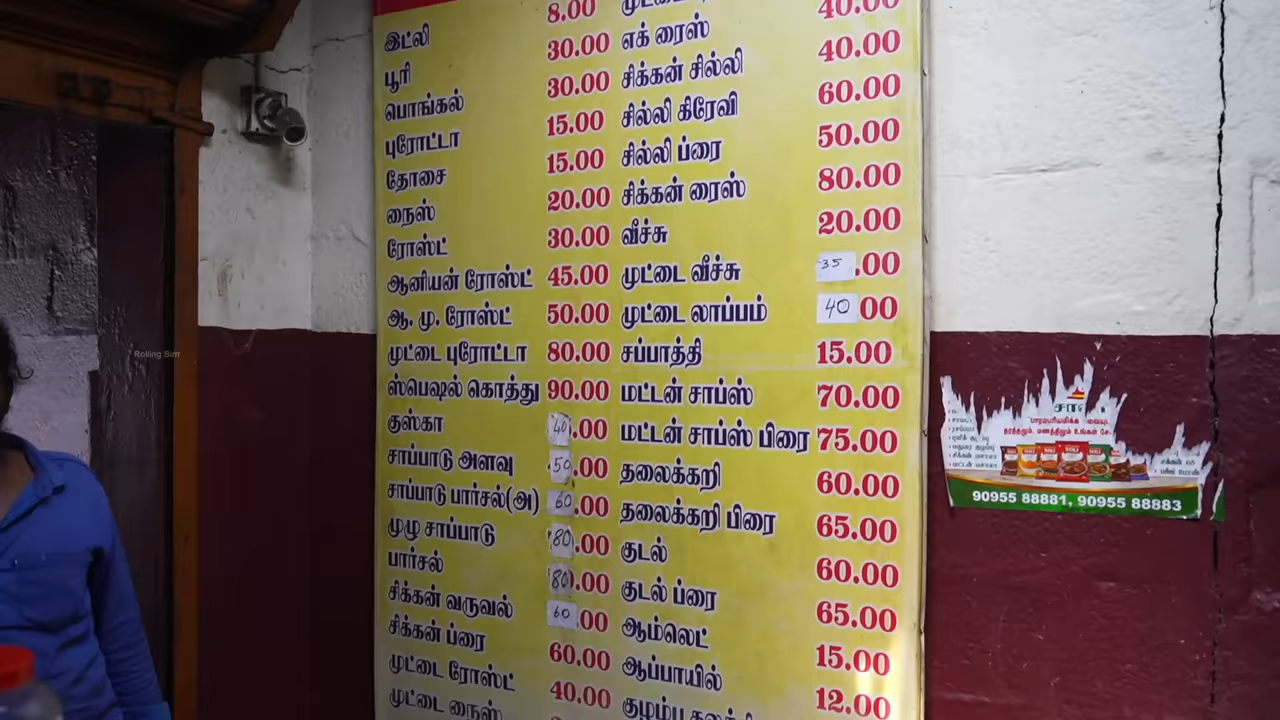 இட்லி 8.00
பூரி 30.00 எக் ரைஸ் 40.00
பொங்கல் 30.00 சிக்கன் சில்லி 40.00
புரோட்டா 15.00 சில்லி கிரேவி 60.00
தோசை 15.00 சில்லி ப்ரை 50.00
நைஸ் 20.00 சிக்கன் ரைஸ் 80.00
ரோஸ்ட் 30.00 வீச்சு 20.00
ஆனியன் ரோஸ்ட் 45.00 முட்டை வீச்சு 35.00
ஆ. மு. ரோஸ்ட் 50.00 முட்டை லாப்பம் 40.00
முட்டை புரோட்டா 80.00 சப்பாத்தி 15.00
ஸ்பெஷல் கொத்து 90.00 மட்டன் சாப்ஸ் 70.00
குஸ்கா 40.00 மட்டன் சாப்ஸ் பிரை 75.00
சாப்பாடு அளவு 50.00 தலைக்கறி 60.00
சாப்பாடு பார்சல்(அ) 60.00 தலைக்கறி பிரை 65.00
முழு சாப்பாடு 80.00 குடல் 60.00
பார்சல் 80.00 குடல் ப்ரை 65.00
சிக்கன் வருவல் 60.00 ஆம்லெட் 15.00
சிக்கன் ப்ரை 60.00 ஆப்பாயில் 12.00
முட்டை ரோஸ்ட் 40.00
முட்டை நைஸ்
Rolling Sirrr
90955 88881, 90955 88883